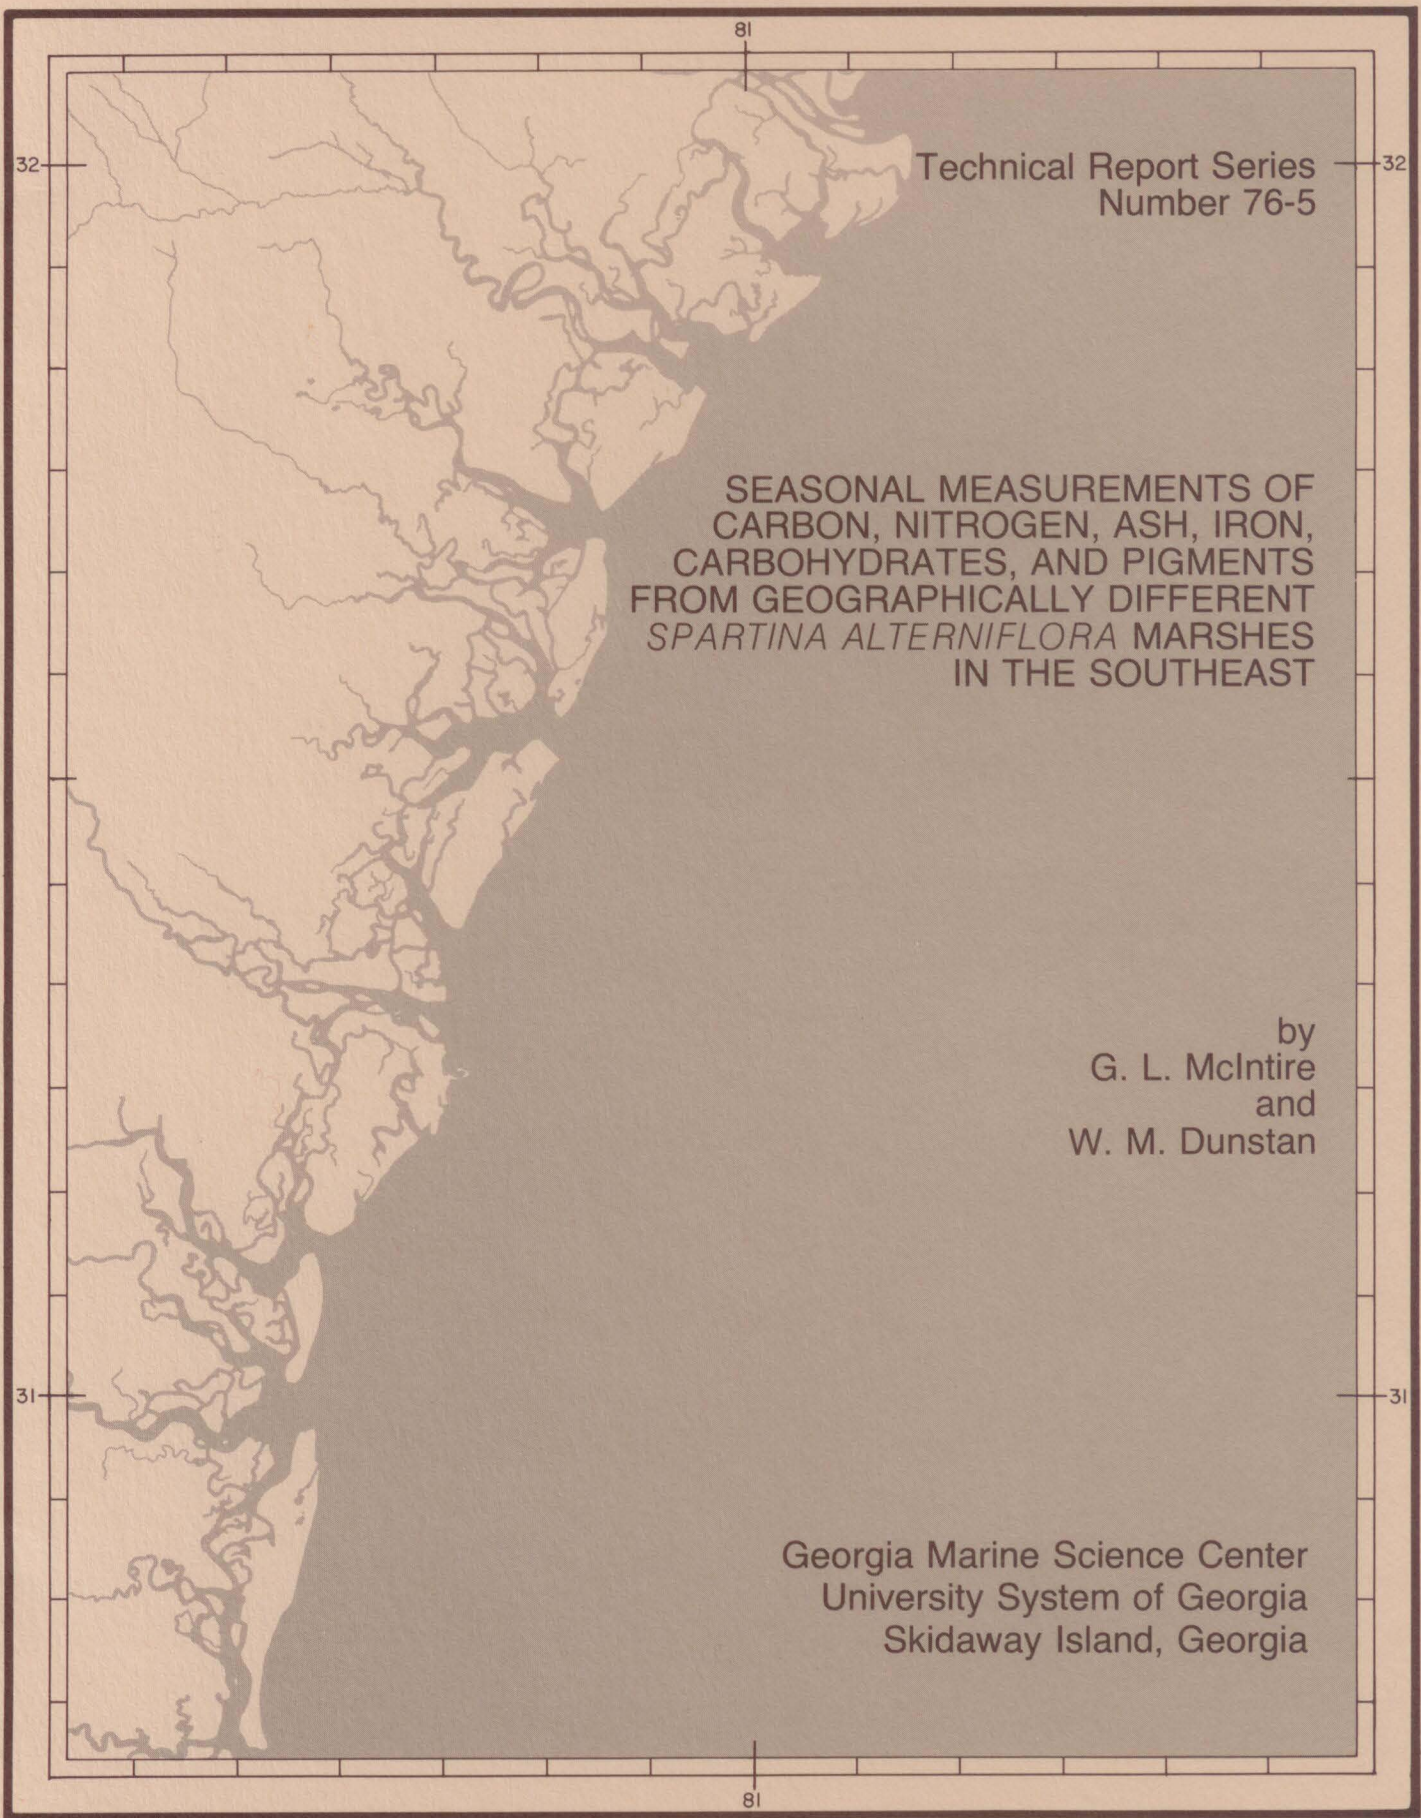 81
32
Technical Report Series
32
Number 76-5
SEASONAL MEASUREMENTS OF
CARBON, NITROGEN, ASH, IRON,
CARBOHYDRATES, AND PIGMENTS
FROM GEOGRAPHICALLY DIFFERENT
SPARTINA ALTERNIFLORA MARSHES
IN THE SOUTHEAST
by
G. L. McIntire
and
W. M. Dunstan
31
31
Georgia Marine Science Center
University System of Georgia
Skidaway Island, Georgia
81